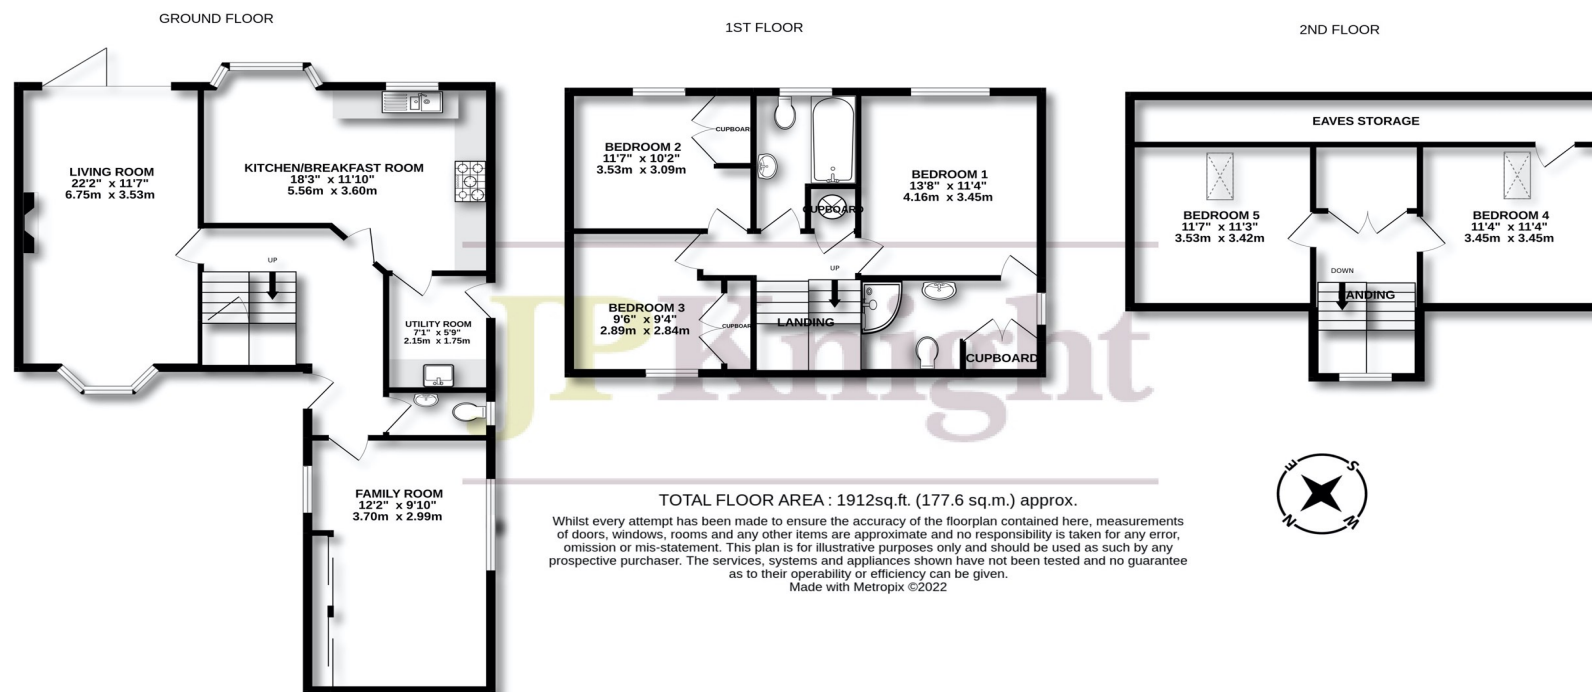 GROUND FLOOR
LIVING ROOM
22'2" x 11'7"
6.75m x 3.53m
KITCHEN/BREAKFAST ROOM
18'3" x 11'10"
5.56m x 3.60m
UP
UTILITY ROOM
7'1" x 5'9"
2.15m x 1.75m
FAMILY ROOM
12'2" x 9'10"
3.70m x 2.99m
1ST FLOOR
BEDROOM 2
11'7" x 10'2"
3.53m x 3.09m
CUPBOAR
CUPBOARD
BEDROOM 1
13'8" x 11'4"
4.16m x 3.45m
UP
BEDROOM 3
9'6" x 9'4"
2.89m x 2.84m
CUPBOAR
LANDING
CUPBOARD
2ND FLOOR
EAVES STORAGE
BEDROOM 5
11'7" x 11'3"
3.53m x 3.42m
BEDROOM 4
11'4" x 11'4"
3.45m x 3.45m
DOWN
LANDING
JPKnight
E
S
N
W
TOTAL FLOOR AREA : 1912sq.ft. (177.6 sq.m.) approx.
Whilst every attempt has been made to ensure the accuracy of the floorplan contained here, measurements
of doors, windows, rooms and any other items are approximate and no responsibility is taken for any error,
omission or mis-statement. This plan is for illustrative purposes only and should be used as such by any
prospective purchaser. The services, systems and appliances shown have not been tested and no guarantee
as to their operability or efficiency can be given.
Made with Metropix ©2022